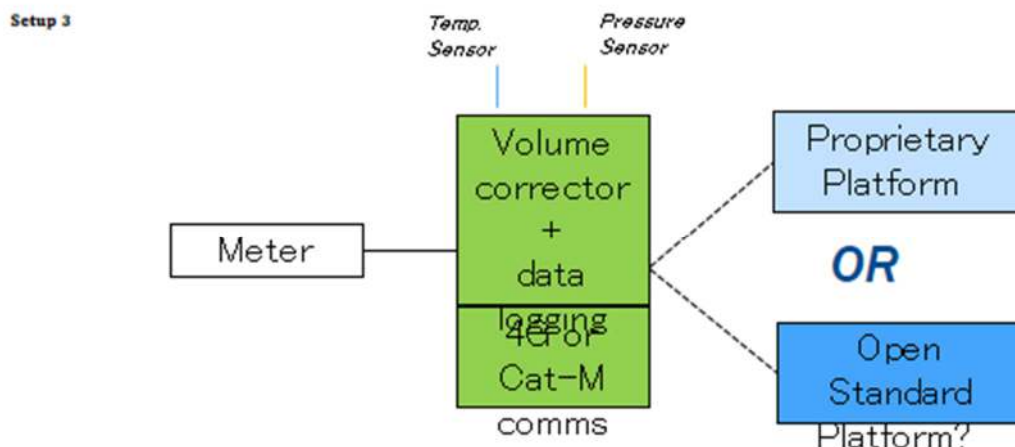 Setup 3
Temp.
Sensor
Pressure
Sensor
Meter
Volume
corrector
+
data
logging
4G or
Cat-M
comms
Proprietary
Platform
OR
Open
Standard
Platform?